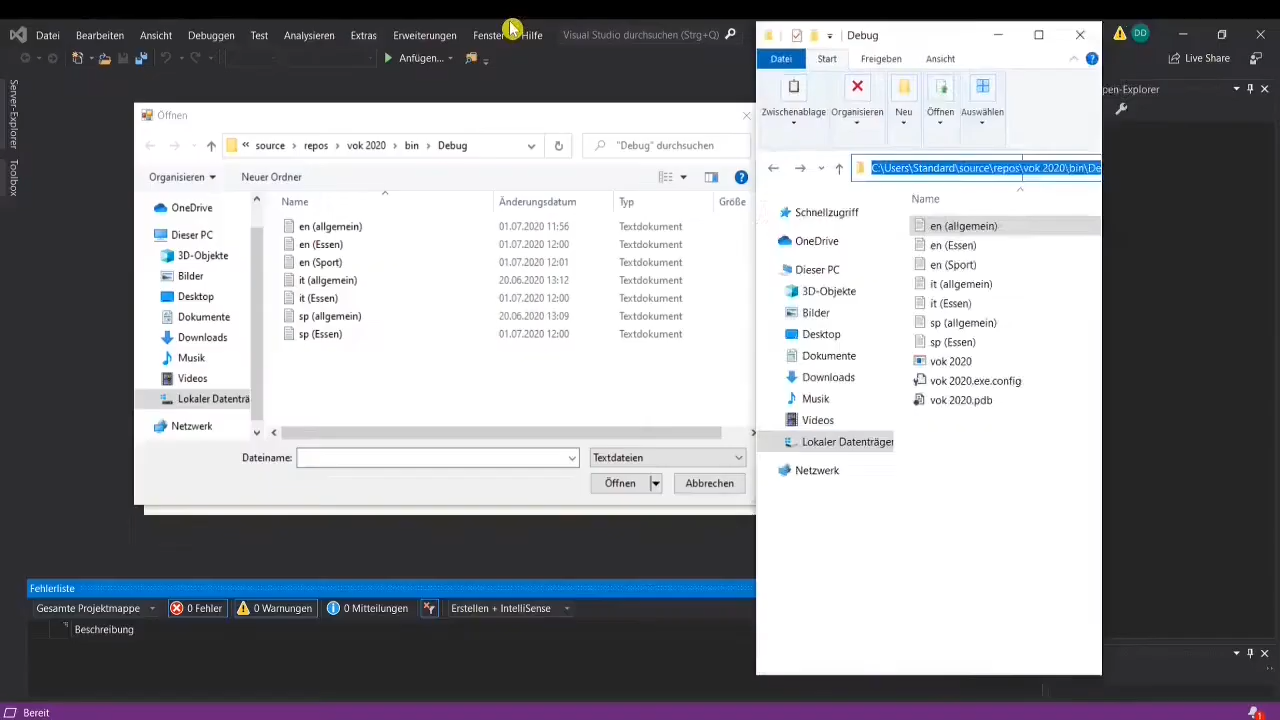 Datei Bearbeiten Ansicht Debuggen Test Analysieren Extras Erweiterungen Fenster Hilfe Visual Studio durchsuchen (Strg+Q)
DD
Anfügen...
Live Share
Server-Explorer
Toolb
Öffnen
« source › repos › vok 2020 › bin › Debug
"Debug" durchsuchen
Organisieren
Neuer Ordner
OneDrive
Dieser PC
3D-Objekte
Bilder
Desktop
Dokumente
Downloads
Musik
Videos
Lokaler Datenträ
Netzwerk
Name Änderungsdatum Typ Größe
en (allgemein) 01.07.2020 11:56 Textdokument
en (Essen) 01.07.2020 12:00 Textdokument
en (Sport) 01.07.2020 12:01 Textdokument
it (allgemein) 20.06.2020 13:12 Textdokument
it (Essen) 01.07.2020 12:00 Textdokument
sp (allgemein) 20.06.2020 13:09 Textdokument
sp (Essen) 01.07.2020 12:00 Textdokument
Dateiname:
Textdateien
Öffnen
Abbrechen
Debug
Datei Start Freigeben Ansicht
Zwischenablage Organisieren Neu Öffnen Auswählen
C:\Users\Standard\source\repos\vok 2020\bin\De
Schnellzugriff
OneDrive
Dieser PC
3D-Objekte
Bilder
Desktop
Dokumente
Downloads
Musik
Videos
Lokaler Datenträger
Netzwerk
Name
en (allgemein)
en (Essen)
en (Sport)
it (allgemein)
it (Essen)
sp (allgemein)
sp (Essen)
vok 2020
vok 2020.exe.config
vok 2020.pdb
pen-Explorer
Fehlerliste
Gesamte Projektmappe 0 Fehler 0 Warnungen 0 Mitteilungen Erstellen + IntelliSense
Beschreibung
Bereit
1